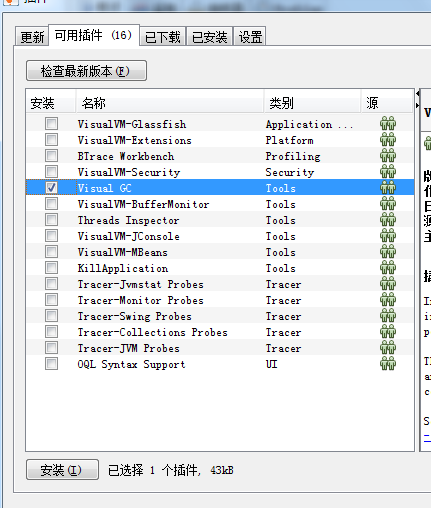 插件
更新 可用插件 (16) 已下载 已安装 设置
检查最新版本(F)
安装 名称 类别 源
VisualVM-Glassfish Application ...
VisualVM-Extensions Platform
BTrace Workbench Profiling
VisualVM-Security Security
Visual GC Tools
VisualVM-BufferMonitor Tools
Threads Inspector Tools
VisualVM-JConsole Tools
VisualVM-MBeans Tools
KillApplication Tools
Tracer-Jvmstat Probes Tracer
Tracer-Monitor Probes Tracer
Tracer-Swing Probes Tracer
Tracer-Collections Probes Tracer
Tracer-JVM Probes Tracer
OQL Syntax Support UI
安装(I) 已选择 1 个插件, 43kB